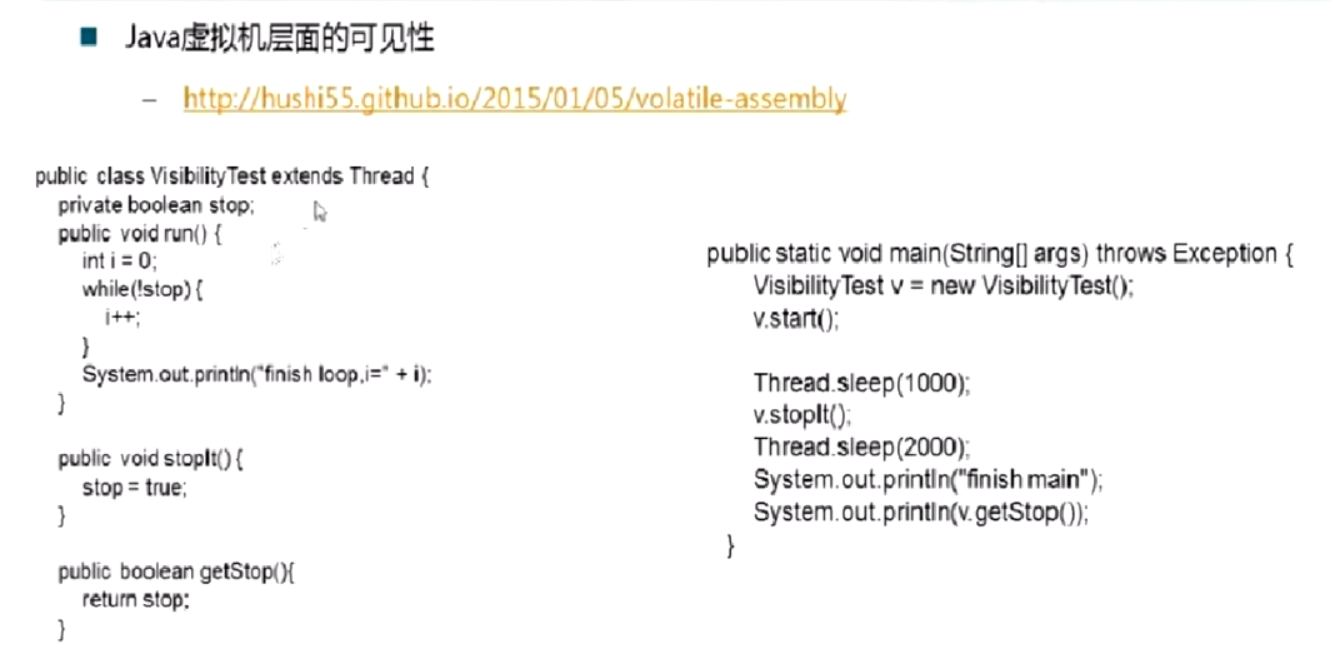 Java虚拟机层面的可见性
– http://hushi55.github.io/2015/01/05/volatile-assembly
public class VisibilityTest extends Thread {
private boolean stop;
public void run() {
int i = 0;
while(!stop) {
i++;
}
System.out.println("finish loop,i=" + i);
}
public void stopIt() {
stop = true;
}
public boolean getStop(){
return stop;
}
public static void main(String[] args) throws Exception {
VisibilityTest v = new VisibilityTest();
v.start();
Thread.sleep(1000);
v.stopIt();
Thread.sleep(2000);
System.out.println("finish main");
System.out.println(v.getStop());
}